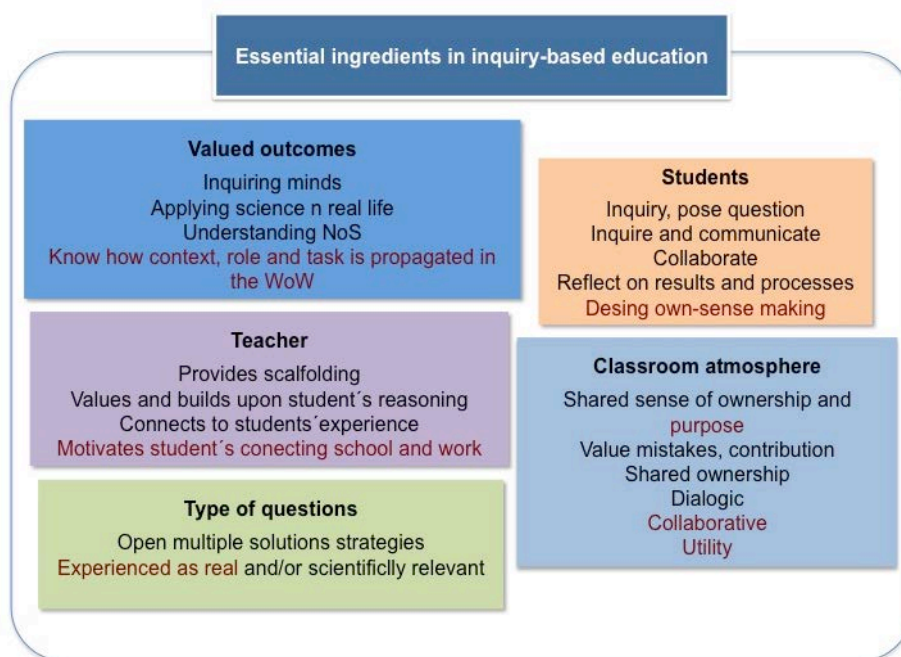 Essential ingredients in inquiry-based education
Valued outcomes
Inquiring minds
Applying science n real life
Understanding NoS
Know how context, role and task is propagated in
the WoW
Teacher
Provides scalfolding
Values and builds upon student´s reasoning
Connects to students´experience
Motivates student´s conecting school and work
Type of questions
Open multiple solutions strategies
Experienced as real and/or scientificlly relevant
Students
Inquiry, pose question
Inquire and communicate
Collaborate
Reflect on results and processes
Desing own-sense making
Classroom atmosphere
Shared sense of ownership and
purpose
Value mistakes, contribution
Shared ownership
Dialogic
Collaborative
Utility